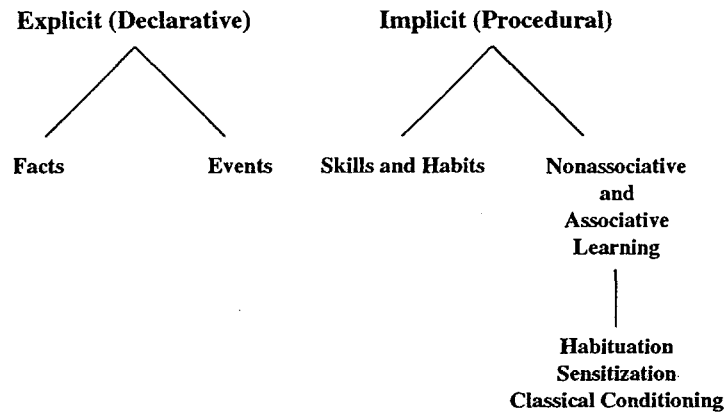 Explicit (Declarative)
Implicit (Procedural)
Facts
Events
Skills and Habits
Nonassociative
and
Associative
Learning
Habituation
Sensitization
Classical Conditioning